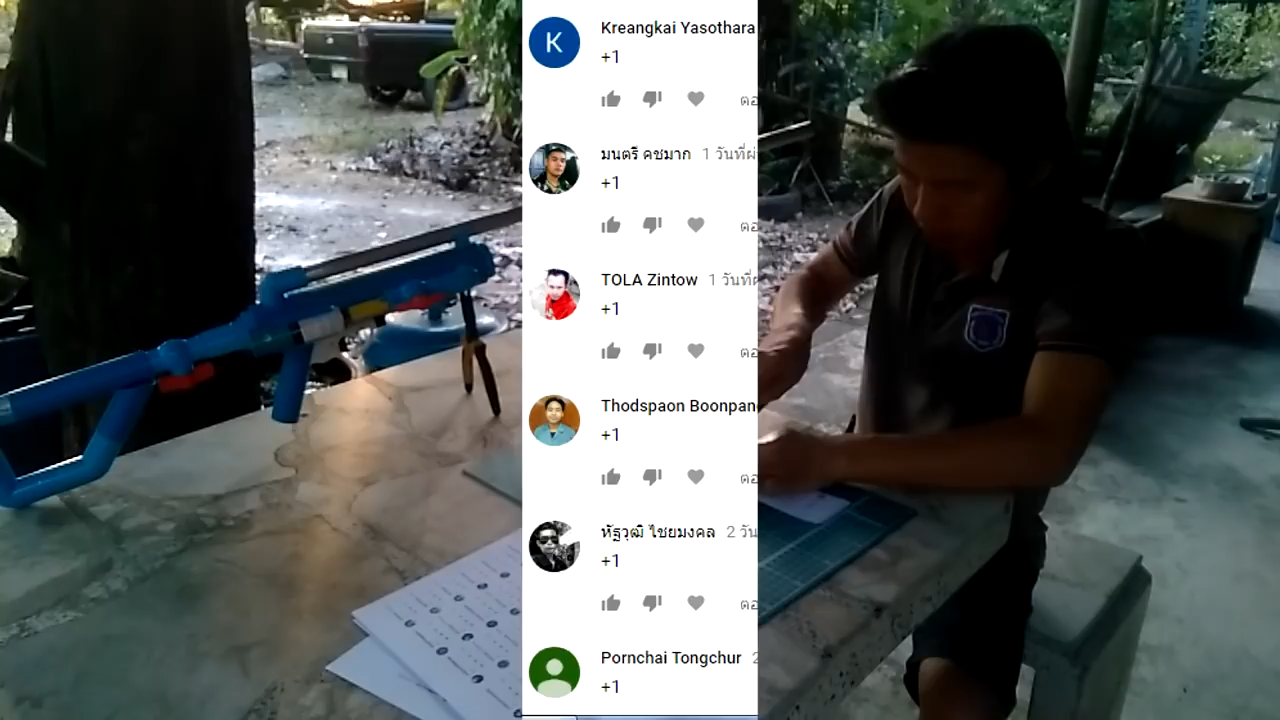 K
Kreangkai Yasothara
+1
มนตรี คชมาก 1 วันที่ผ่
+1
TOLA Zintow 1 วันที่ผ
+1
Thodspaon Boonpan
+1
หัฐวุฒิ ไชยมงคล 2 วัน
+1
Pornchai Tongchur 2
+1